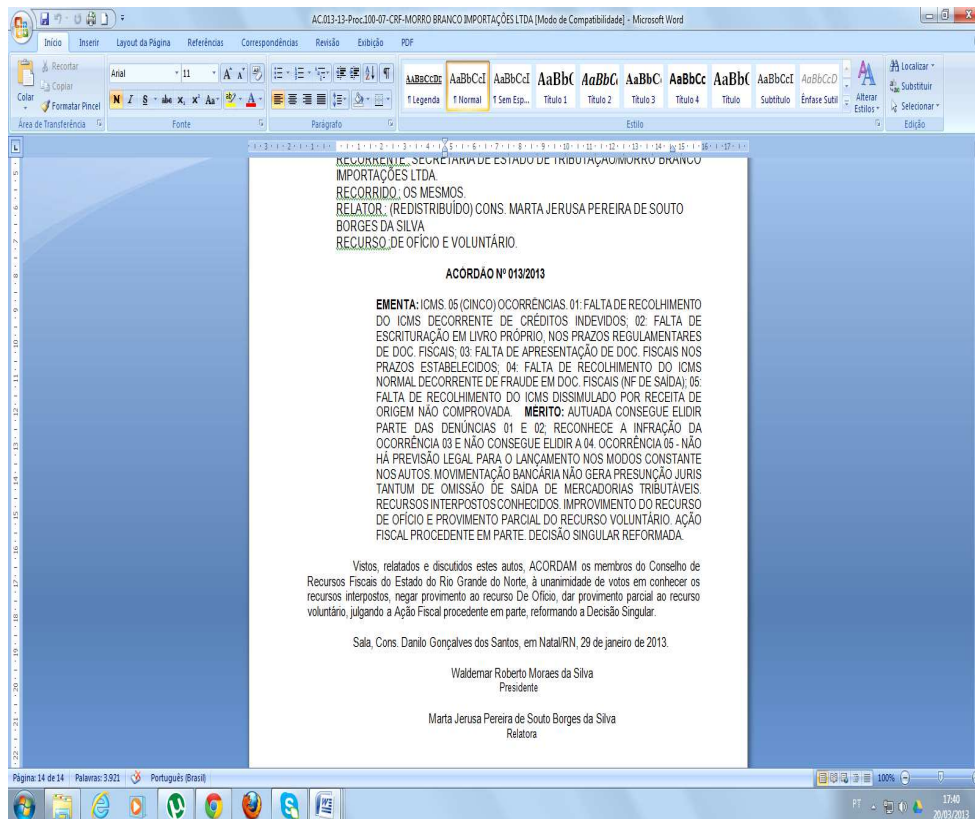 AC.013-13-Proc.100-07-CRF-MORRO BRANCO IMPORTAÇÕES LTDA [Modo de Compatibilidade] - Microsoft Word
Início Inserir Layout da Página Referências Correspondências Revisão Exibição PDF
Colar
Recortar
Copiar
Formatar Pincel
Área de Transferência
Arial 11
N I S abe x₂ x² Aa
Fonte
Parágrafo
AaBbCcDc AaBbCcI AaBbCcI AaBb( AaBbC AaBbC AaBbCc AaBb( AaBbCcI AaBbCcD
¶ Legenda ¶ Normal ¶ Sem Esp... Título 1 Título 2 Título 3 Título 4 Título Subtítulo Ênfase Sutil
Alterar Estilos
Estilo
Localizar
Substituir
Selecionar
Edição
RECORRENTE: SECRETARIA DE ESTADO DE TRIBUTAÇÃO/MORRO BRANCO
IMPORTAÇÕES LTDA.
RECORRIDO: OS MESMOS.
RELATOR: (REDISTRIBUÍDO) CONS. MARTA JERUSA PEREIRA DE SOUTO
BORGES DA SILVA
RECURSO: DE OFÍCIO E VOLUNTÁRIO.
ACÓRDÃO Nº 013/2013
EMENTA: ICMS. 05 (CINCO) OCORRÊNCIAS. 01: FALTA DE RECOLHIMENTO
DO ICMS DECORRENTE DE CRÉDITOS INDEVIDOS; 02: FALTA DE
ESCRITURAÇÃO EM LIVRO PRÓPRIO, NOS PRAZOS REGULAMENTARES
DE DOC. FISCAIS; 03: FALTA DE APRESENTAÇÃO DE DOC. FISCAIS NOS
PRAZOS ESTABELECIDOS; 04: FALTA DE RECOLHIMENTO DO ICMS
NORMAL DECORRENTE DE FRAUDE EM DOC. FISCAIS (NF DE SAÍDA); 05:
FALTA DE RECOLHIMENTO DO ICMS DISSIMULADO POR RECEITA DE
ORIGEM NÃO COMPROVADA. MÉRITO: AUTUADA CONSEGUE ELIDIR
PARTE DAS DENÚNCIAS 01 E 02; RECONHECE A INFRAÇÃO DA
OCORRÊNCIA 03 E NÃO CONSEGUE ELIDIR A 04. OCORRÊNCIA 05 - NÃO
HÁ PREVISÃO LEGAL PARA O LANÇAMENTO NOS MODOS CONSTANTE
NOS AUTOS. MOVIMENTAÇÃO BANCÁRIA NÃO GERA PRESUNÇÃO JURIS
TANTUM DE OMISSÃO DE SAÍDA DE MERCADORIAS TRIBUTÁVEIS.
RECURSOS INTERPOSTOS CONHECIDOS. IMPROVIMENTO DO RECURSO
DE OFÍCIO E PROVIMENTO PARCIAL DO RECURSO VOLUNTÁRIO. AÇÃO
FISCAL PROCEDENTE EM PARTE. DECISÃO SINGULAR REFORMADA.
Vistos, relatados e discutidos estes autos, ACORDAM os membros do Conselho de
Recursos Fiscais do Estado do Rio Grande do Norte, à unanimidade de votos em conhecer os
recursos interpostos, negar provimento ao recurso De Ofício, dar provimento parcial ao recurso
voluntário, julgando a Ação Fiscal procedente em parte, reformando a Decisão Singular.
Sala, Cons. Danilo Gonçalves dos Santos, em Natal/RN, 29 de janeiro de 2013.
Waldemar Roberto Moraes da Silva
Presidente
Marta Jerusa Pereira de Souto Borges da Silva
Relatora
Página: 14 de 14 Palavras: 3.921 Português (Brasil) 100%
PT 17:40
20/03/2013